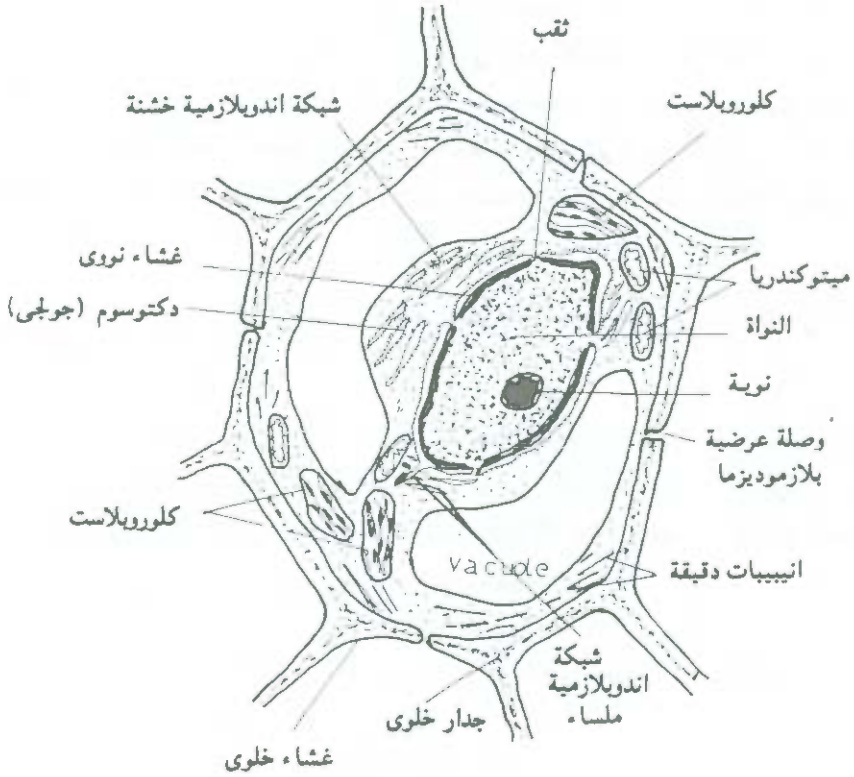 ثقب
كلوروبلاست
شبكة اندوبلازمية خشنة
غشاء نووى
ميتوكندريا
دكتوسوم (جولجى)
النواة
نوية
وصلة عرضية
بلازموديزما
كلوروبلاست
vacuole
انيبيبات دقيقة
شبكة
اندوبلازمية
ملساء
جدار خلوى
غشاء خلوى